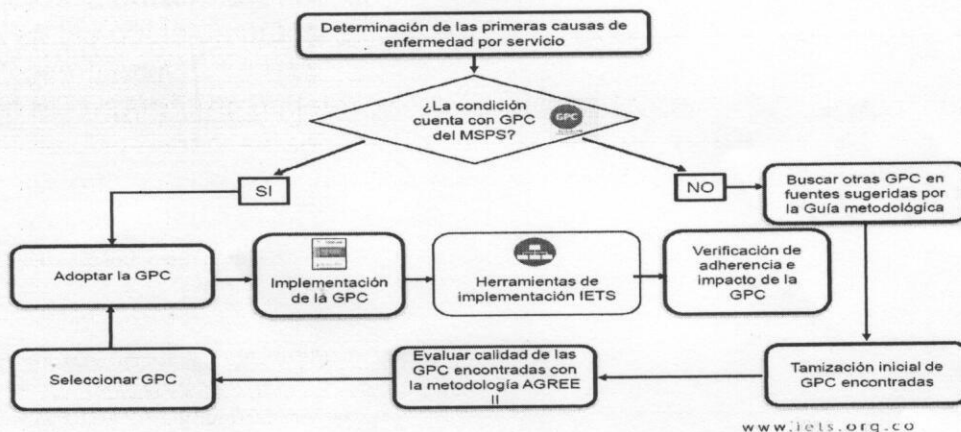 Determinación de las primeras causas de
enfermedad por servicio
¿La condición
cuenta con GPC
del MSPS?
GPC
SI
NO
Buscar otras GPC en
fuentes sugeridas por
la Guía metodológica
Adoptar la GPC
Implementación
de la GPC
Herramientas de
implementación IETS
Verificación de
adherencia e
impacto de la
GPC
Seleccionar GPC
Evaluar calidad de las
GPC encontradas con
la metodología AGREE
II
Tamización inicial de
GPC encontradas
www.iets.org.co